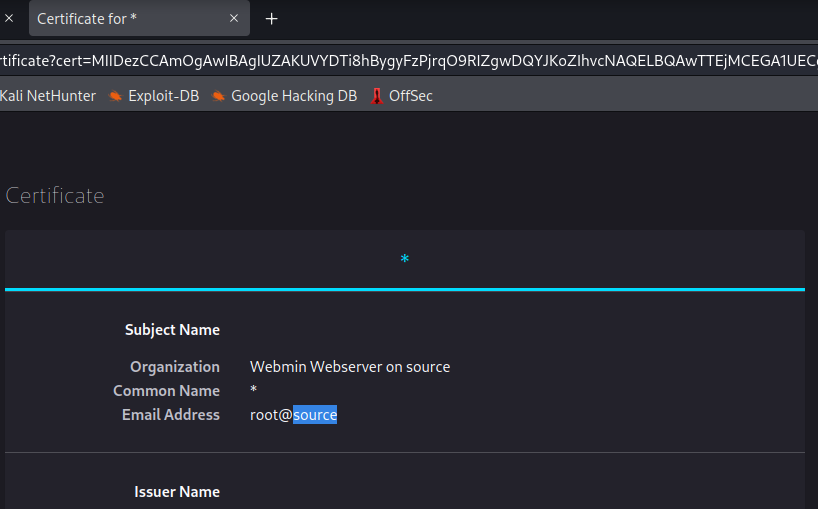 Certificate for *
rtificate?cert=MIIDezCCAmOgAwIBAgIUZAKUVYDTi8hBygyFzPjrqO9RIZgwDQYJKoZIhvcNAQELBQAwTTEjMCEGA1UEC
Kali NetHunter Exploit-DB Google Hacking DB OffSec
Certificate
*
Subject Name
Organization Webmin Webserver on source
Common Name *
Email Address root@source
Issuer Name